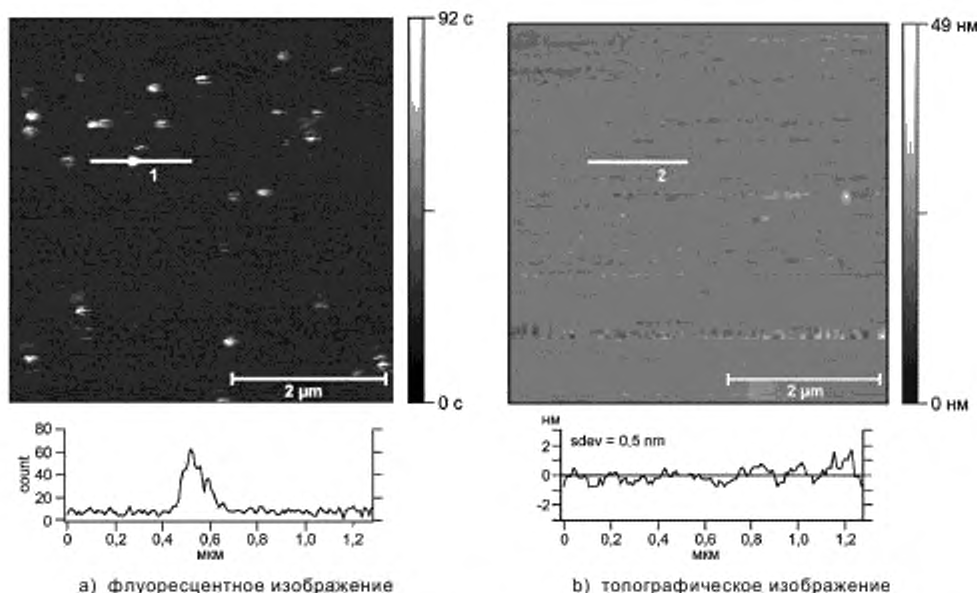 92 c
1
2 µm
0 c
49 нм
2
2 µm
0 нм
80
60
40
20
0
count
0 0,2 0,4 0,6 0,8 1,0 1,2
мкм
нм
sdev = 0,5 nm
2
0
-2
0 0,2 0,4 0,6 0,8 1,0 1,2
мкм
a) флуоресцентное изображение
b) топографическое изображение